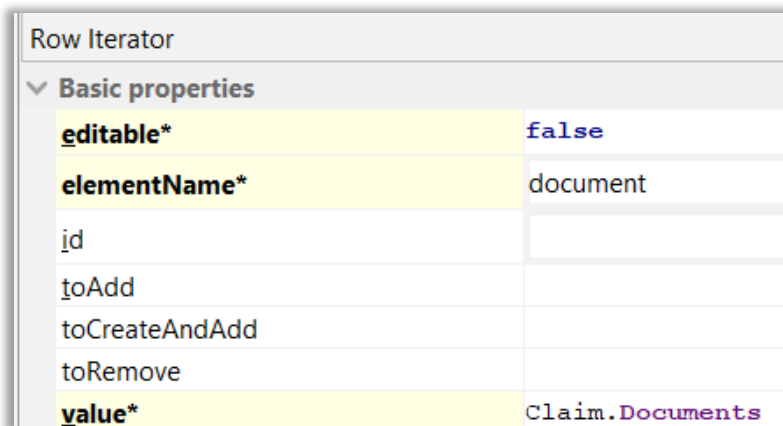 Row Iterator
Basic properties
editable* false
elementName* document
id
toAdd
toCreateAndAdd
toRemove
value* Claim.Documents